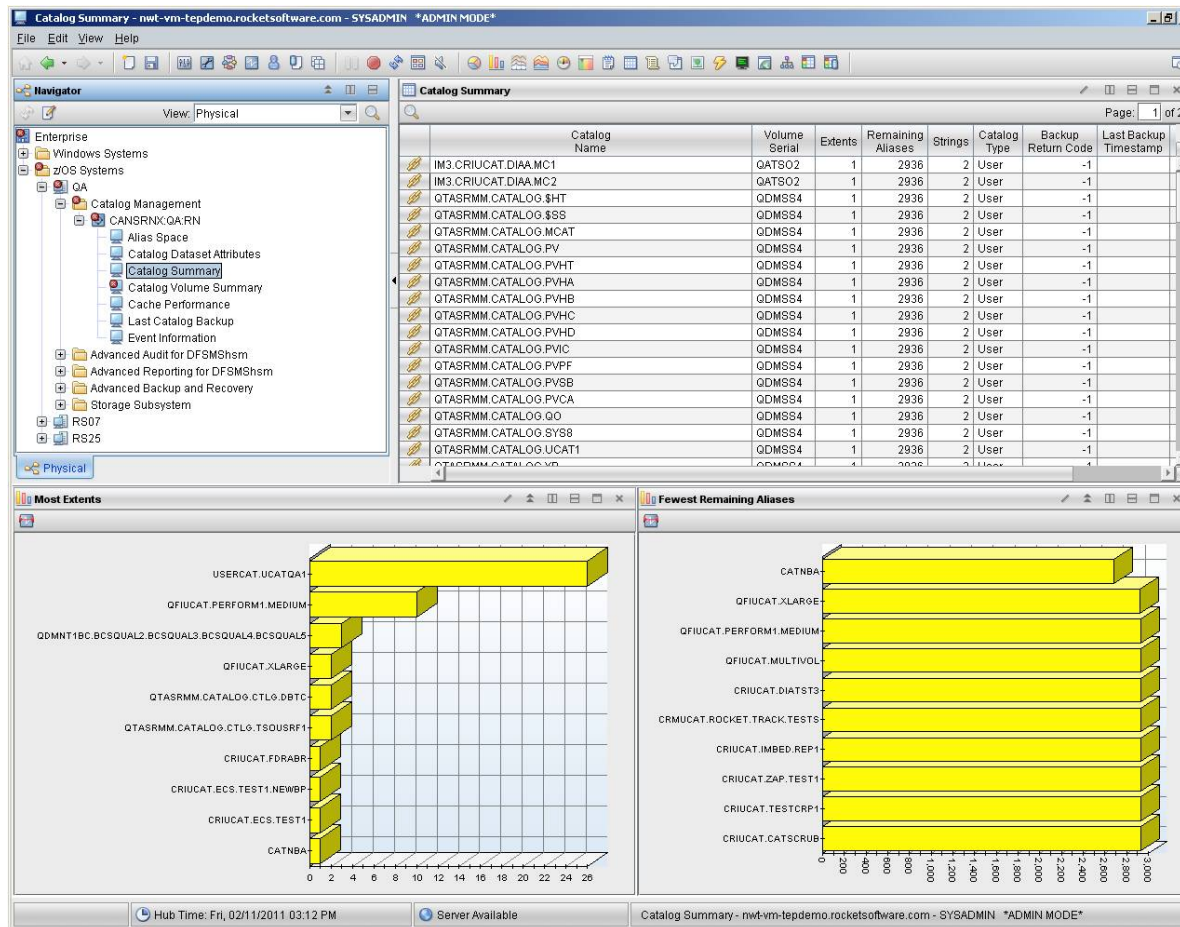 Catalog Summary - nwt-vm-tepdemo.rocketsoftware.com - SYSADMIN *ADMIN MODE*
File Edit View Help
Navigator
View: Physical
Enterprise
Windows Systems
z/OS Systems
QA
Catalog Management
CANSRNX:QA:RN
Alias Space
Catalog Dataset Attributes
Catalog Summary
Catalog Volume Summary
Cache Performance
Last Catalog Backup
Event Information
Advanced Audit for DFSMShsm
Advanced Reporting for DFSMShsm
Advanced Backup and Recovery
Storage Subsystem
RS07
RS25
Physical
Catalog Summary
Page: 1 of 2
Catalog Name Volume Serial Extents Remaining Aliases Strings Catalog Type Backup Return Code Last Backup Timestamp
IM3.CRIUCAT.DIAA.MC1 QATSO2 1 2936 2 User -1
IM3.CRIUCAT.DIAA.MC2 QATSO2 1 2936 2 User -1
QTASRMM.CATALOG.$HT QDMSS4 1 2936 2 User -1
QTASRMM.CATALOG.$SS QDMSS4 1 2936 2 User -1
QTASRMM.CATALOG.MCAT QDMSS4 1 2936 2 User -1
QTASRMM.CATALOG.PV QDMSS4 1 2936 2 User -1
QTASRMM.CATALOG.PVHT QDMSS4 1 2936 2 User -1
QTASRMM.CATALOG.PVHA QDMSS4 1 2936 2 User -1
QTASRMM.CATALOG.PVHB QDMSS4 1 2936 2 User -1
QTASRMM.CATALOG.PVHC QDMSS4 1 2936 2 User -1
QTASRMM.CATALOG.PVHD QDMSS4 1 2936 2 User -1
QTASRMM.CATALOG.PVIC QDMSS4 1 2936 2 User -1
QTASRMM.CATALOG.PVPF QDMSS4 1 2936 2 User -1
QTASRMM.CATALOG.PVSB QDMSS4 1 2936 2 User -1
QTASRMM.CATALOG.PVCA QDMSS4 1 2936 2 User -1
QTASRMM.CATALOG.QO QDMSS4 1 2936 2 User -1
QTASRMM.CATALOG.SYS8 QDMSS4 1 2936 2 User -1
QTASRMM.CATALOG.UCAT1 QDMSS4 1 2936 2 User -1
Most Extents
USERCAT.UCATQA1
QFIUCAT.PERFORM1.MEDIUM
QDMNT1BC.BCSQUAL2.BCSQUAL3.BCSQUAL4.BCSQUAL5
QFIUCAT.XLARGE
QTASRMM.CATALOG.CTLG.DBTC
QTASRMM.CATALOG.CTLG.TSOUSRF1
CRIUCAT.FDRABR
CRIUCAT.ECS.TEST1.NEWBP
CRIUCAT.ECS.TEST1
CATNBA
0 2 4 6 8 10 12 14 16 18 20 22 24 26
Fewest Remaining Aliases
CATNBA
QFIUCAT.XLARGE
QFIUCAT.PERFORM1.MEDIUM
QFIUCAT.MULTIVOL
CRIUCAT.DIATST3
CRMUCAT.ROCKET.TRACK.TESTS
CRIUCAT.IMBED.REP1
CRIUCAT.ZAP.TEST1
CRIUCAT.TESTCRP1
CRIUCAT.CATSCRUB
0 200 400 600 800 1,000 1,200 1,400 1,600 1,800 2,000 2,200 2,400 2,600 2,800 3,000
Hub Time: Fri, 02/11/2011 03:12 PM
Server Available
Catalog Summary - nwt-vm-tepdemo.rocketsoftware.com - SYSADMIN *ADMIN MODE*